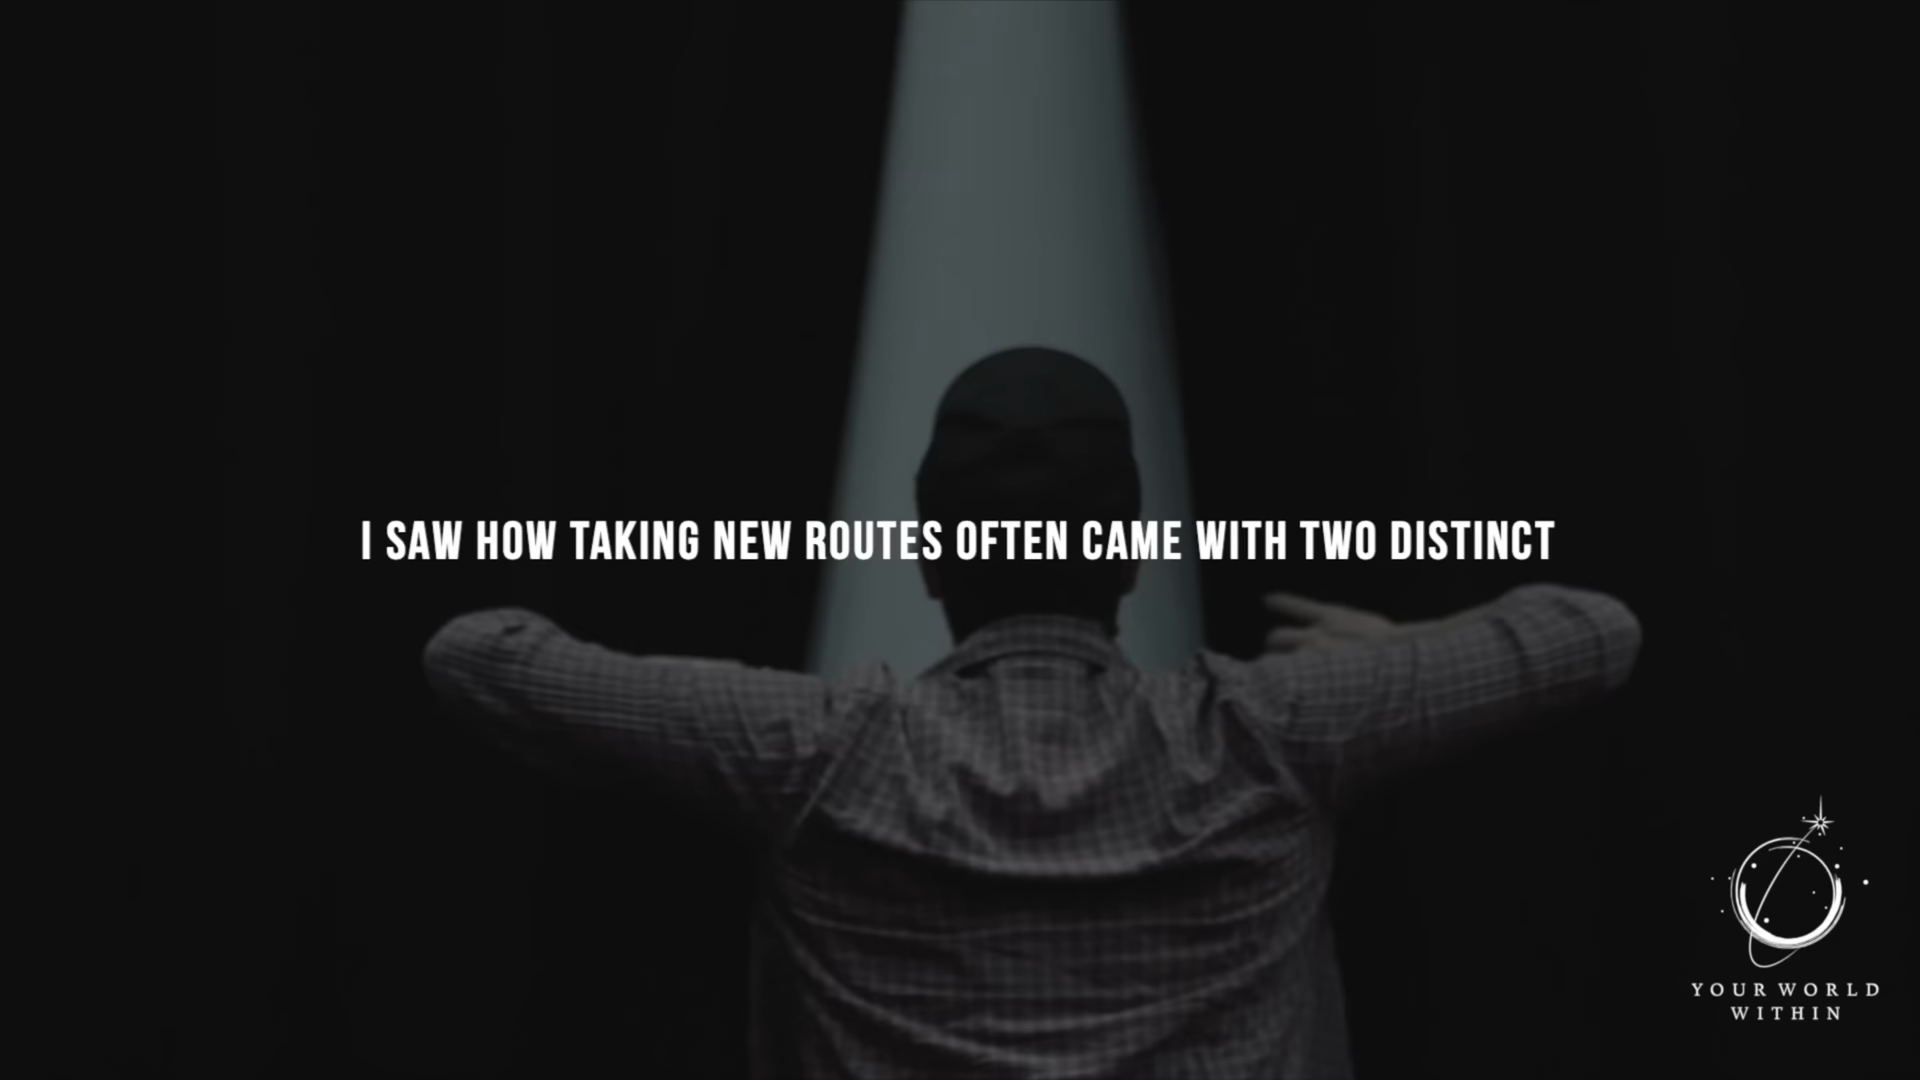 I SAW HOW TAKING NEW ROUTES OFTEN CAME WITH TWO DISTINCT
YOUR WORLD
WITHIN